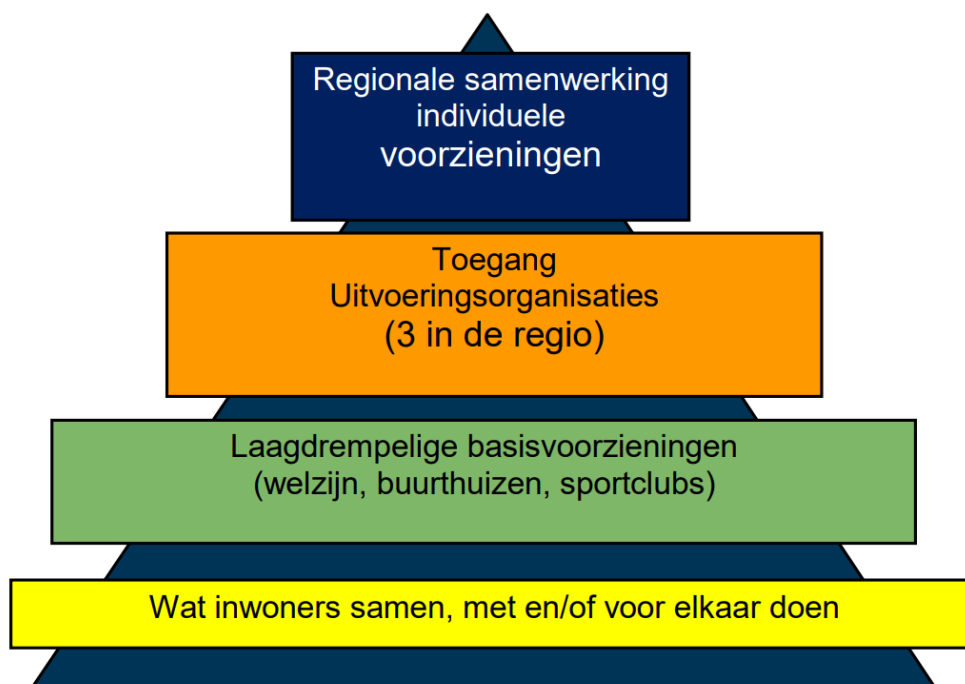 Regionale samenwerking
individuele
voorzieningen
Toegang
Uitvoeringsorganisaties
(3 in de regio)
Laagdrempelige basisvoorzieningen
(welzijn, buurthuizen, sportclubs)
Wat inwoners samen, met en/of voor elkaar doen